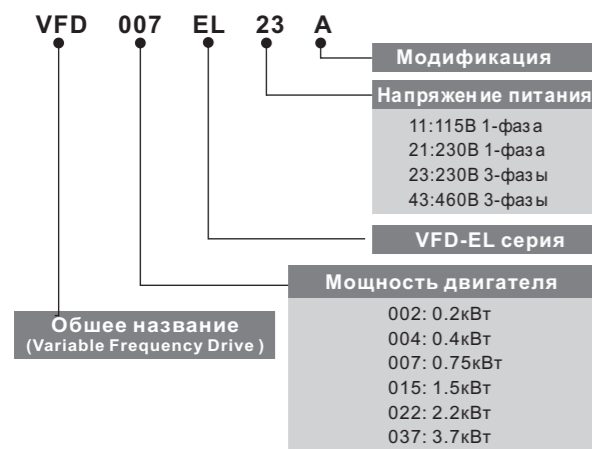 VFD 007 EL 23 A
Модификация
Напряжение питания
11:115В 1-фаза
21:230В 1-фаза
23:230В 3-фазы
43:460В 3-фазы
VFD-EL серия
Мощность двигателя
002: 0.2кВт
004: 0.4кВт
007: 0.75кВт
015: 1.5кВт
022: 2.2кВт
037: 3.7кВт
Обшее название
(Variable Frequency Drive )